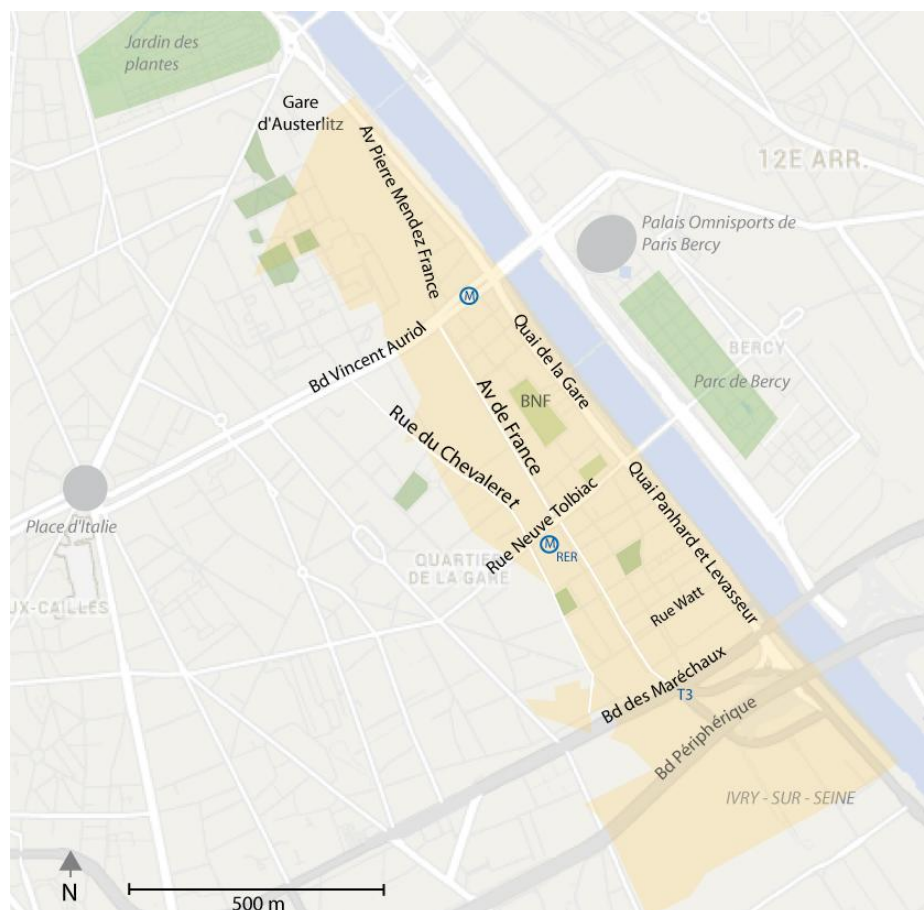 Jardin des
plantes
Gare
d'Austerlitz
Av Pierre Mendez France
12E ARR.
Palais Omnisports de
Paris Bercy
M
Bd Vincent Auriol
Quai de la Gare
BERCY
Parc de Bercy
BNF
Av de France
Rue du Chevaleret
Quai Panhard et Levasseur
Rue Neuve Tolbiac
Place d'Italie
M
RER
QUARTIER
DE LA GARE
UX-CAILLES
Rue Watt
Bd des Maréchaux
T3
Bd Périphérique
IVRY - SUR - SEINE
N
500 m